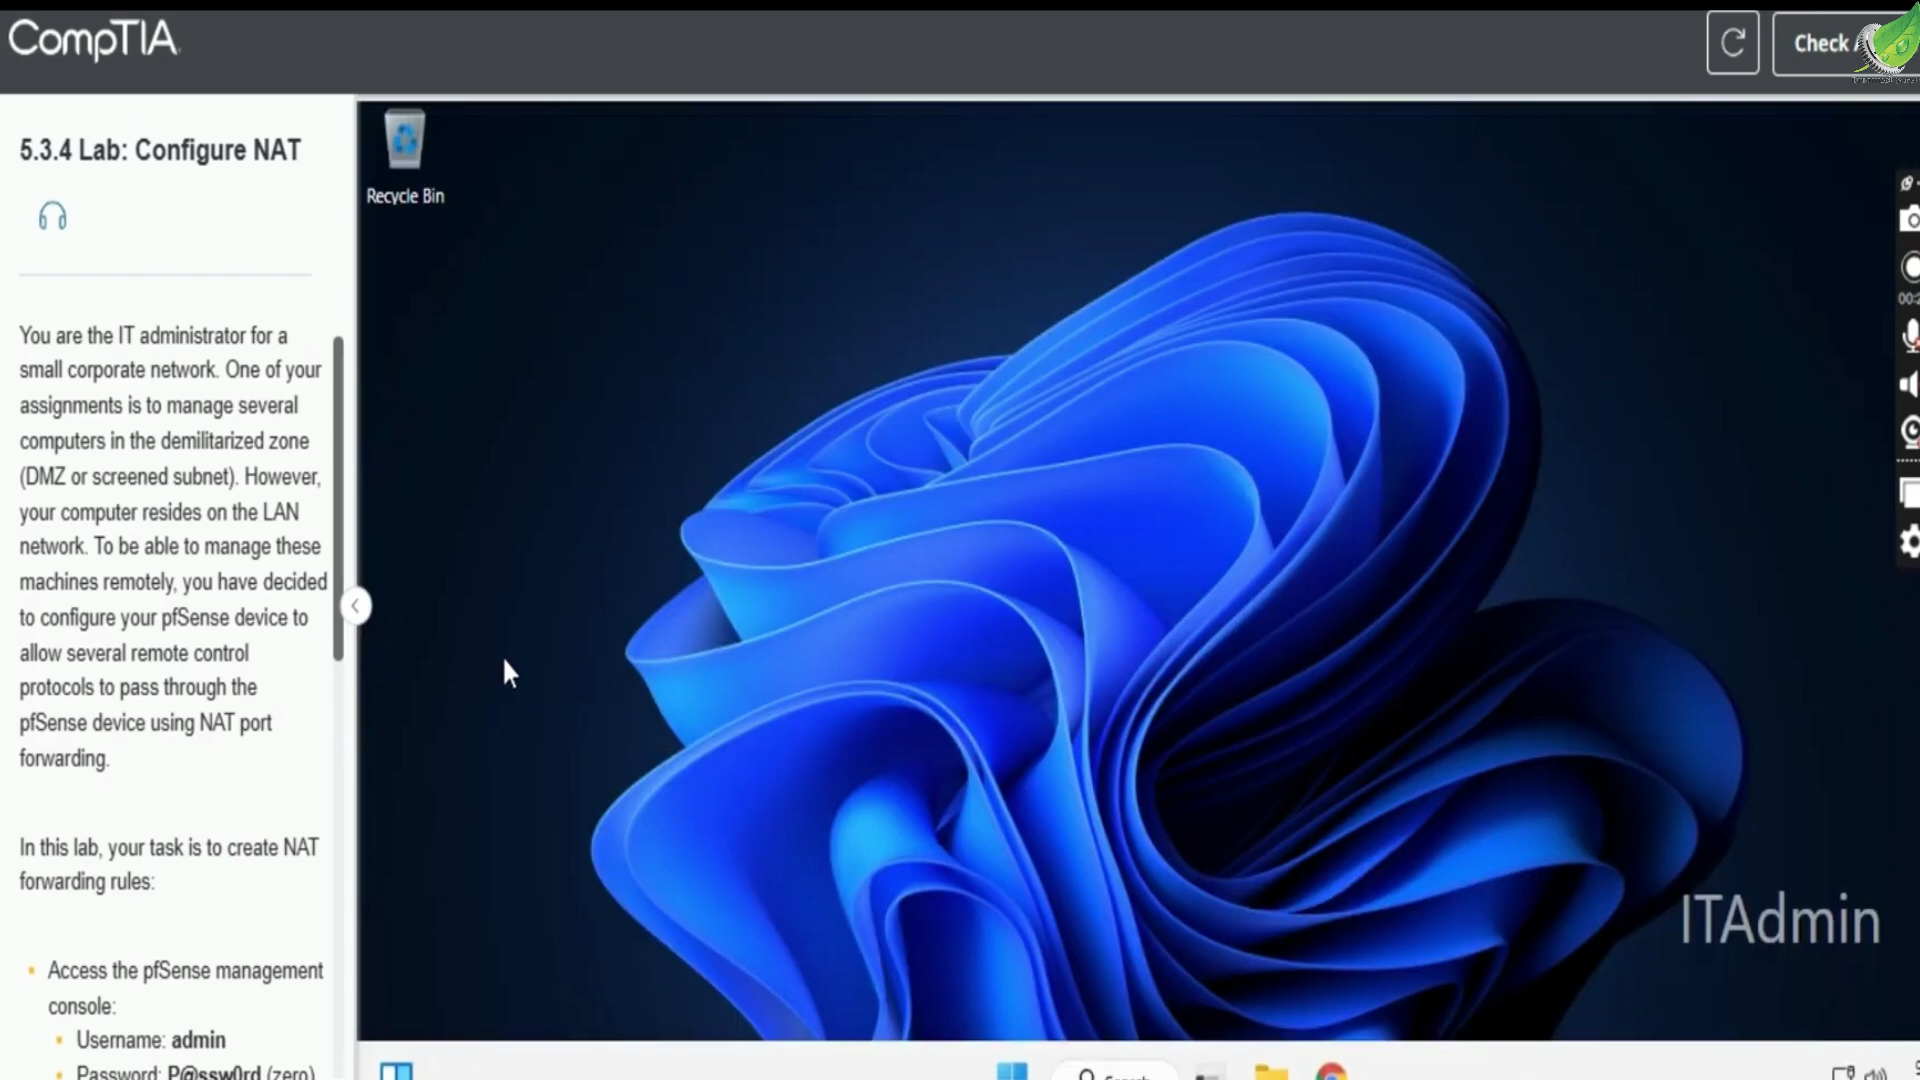 CompTIA
Check
5.3.4 Lab: Configure NAT
Recycle Bin
You are the IT administrator for a
small corporate network. One of your
assignments is to manage several
computers in the demilitarized zone
(DMZ or screened subnet). However,
your computer resides on the LAN
network. To be able to manage these
machines remotely, you have decided
to configure your pfSense device to
allow several remote control
protocols to pass through the
pfSense device using NAT port
forwarding.
In this lab, your task is to create NAT
forwarding rules:
ITAdmin
Access the pfSense management
console:
Username: admin
Password: P@ssw0rd (zero)
Search